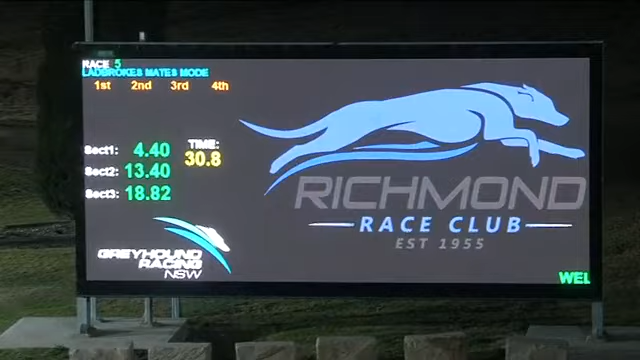 RACE 5
LADBROKES MATES MODE
1st 2nd 3rd 4th
Sect1: 4.40
Sect2: 13.40
Sect3: 18.82
TIME:
30.8
GREYHOUND
RACING
NSW
RICHMOND
RACE CLUB
EST 1955
WEL